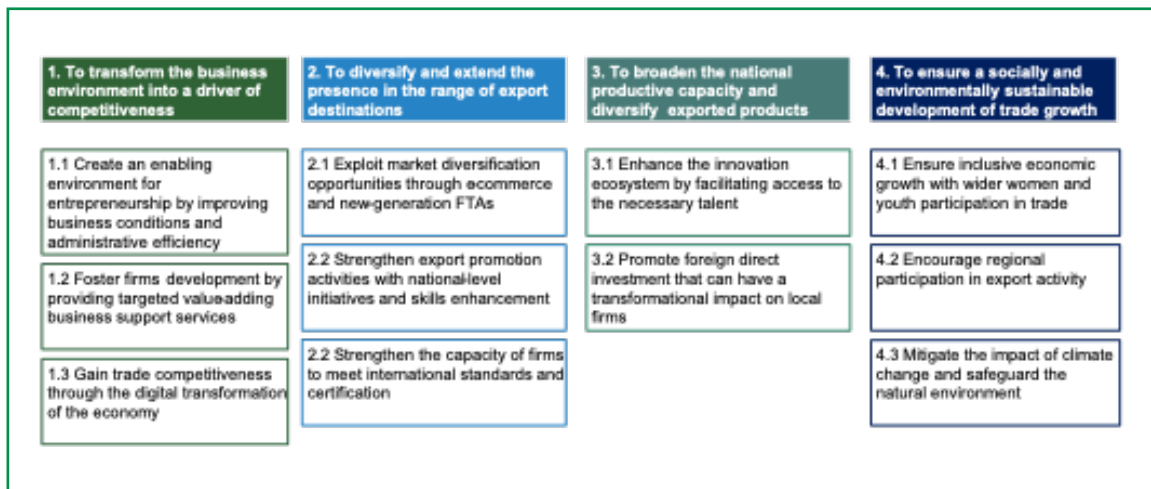 1. To transform the business
environment into a driver of
competitiveness
2. To diversify and extend the
presence in the range of export
destinations
3. To broaden the national
productive capacity and
diversify exported products
4. To ensure a socially and
environmentally sustainable
development of trade growth
1.1 Create an enabling
environment for
entrepreneurship by improving
business conditions and
administrative efficiency
1.2 Foster firms development by
providing targeted value-adding
business support services
1.3 Gain trade competitiveness
through the digital transformation
of the economy
2.1 Exploit market diversification
opportunities through ecommerce
and new-generation FTAs
2.2 Strengthen export promotion
activities with national-level
initiatives and skills enhancement
2.2 Strengthen the capacity of firms
to meet international standards and
certification
3.1 Enhance the innovation
ecosystem by facilitating access to
the necessary talent
3.2 Promote foreign direct
investment that can have a
transformational impact on local
firms
4.1 Ensure inclusive economic
growth with wider women and
youth participation in trade
4.2 Encourage regional
participation in export activity
4.3 Mitigate the impact of climate
change and safeguard the
natural environment